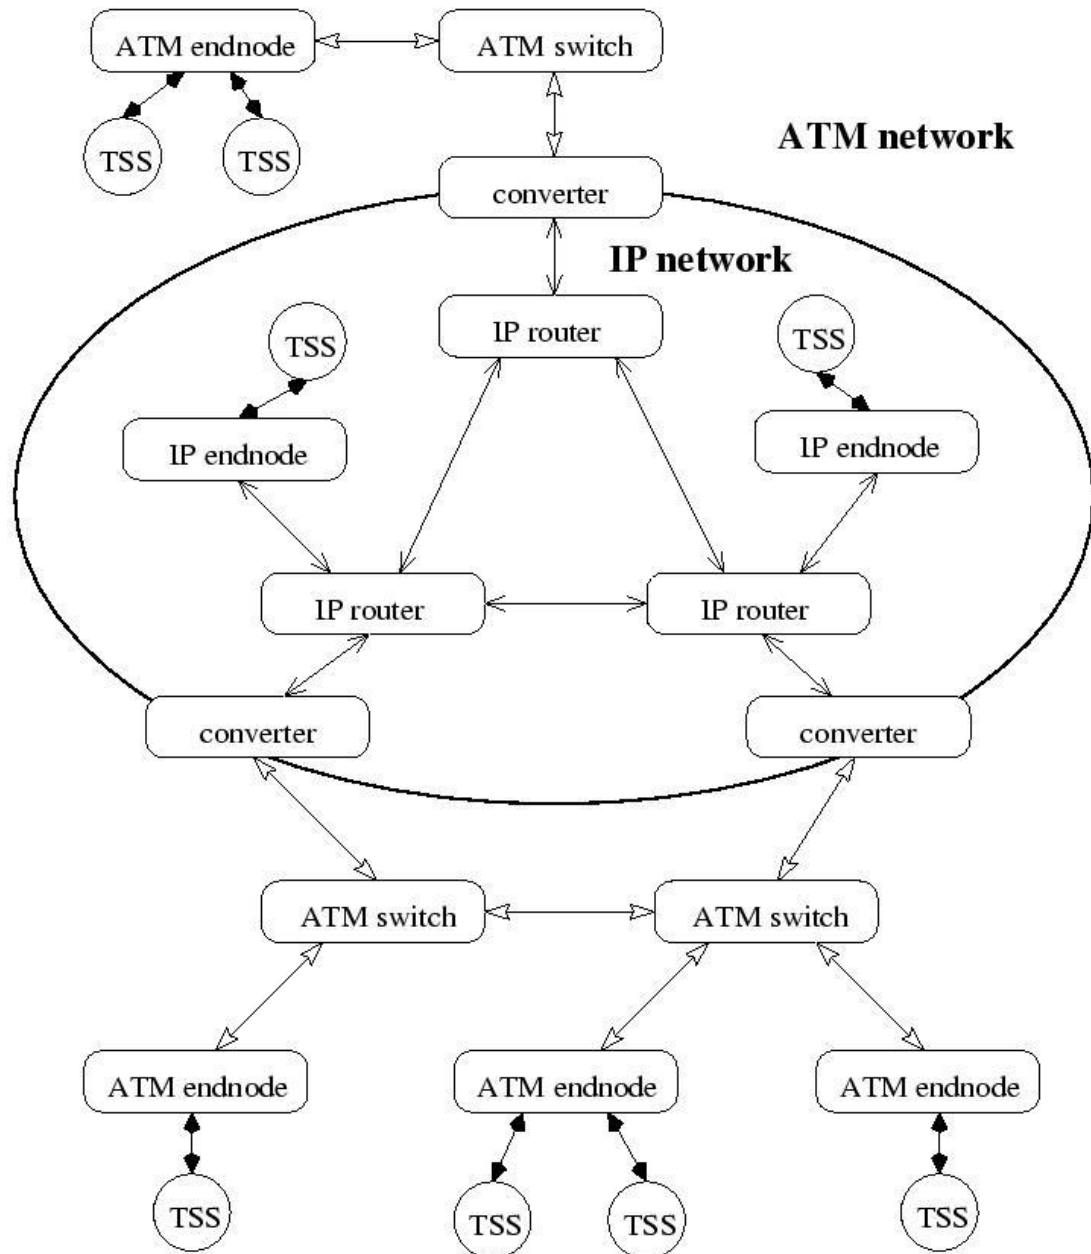 ATM endnode
ATM switch
TSS
TSS
ATM network
converter
IP network
IP router
TSS
TSS
IP endnode
IP endnode
IP router
IP router
converter
converter
ATM switch
ATM switch
ATM endnode
ATM endnode
ATM endnode
TSS
TSS
TSS
TSS